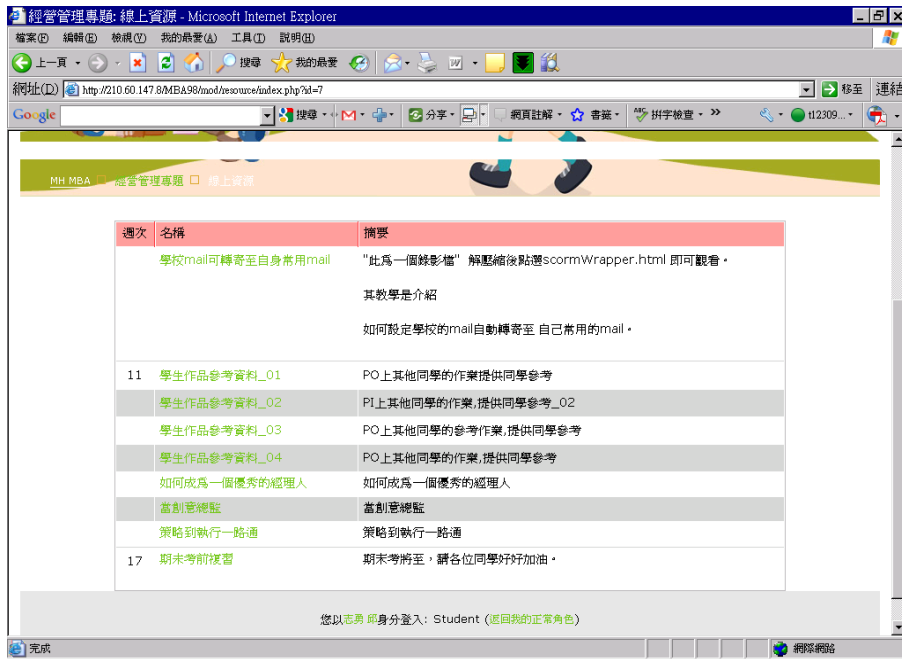 經營管理專題: 線上資源 - Microsoft Internet Explorer
檔案(F) 編輯(E) 檢視(V) 我的最愛(A) 工具(T) 說明(H)
上一頁 搜尋 我的最愛
網址(D) http://210.60.147.8/MBA98/mod/resource/index.php?id=7 移至 連結
Google 搜尋 分享 網頁註解 書籤 拼字檢查 » t12309...
MH MBA 經營管理專題 線上資源
週次 名稱 摘要
學校mail可轉寄至自身常用mail "此為一個錄影檔" 解壓縮後點選scormWrapper.html 即可觀看。
其教學是介紹
如何設定學校的mail自動轉寄至 自己常用的mail。
11 學生作品參考資料_01 PO上其他同學的作業提供同學參考
學生作品參考資料_02 PI上其他同學的作業,提供同學參考_02
學生作品參考資料_03 PO上其他同學的參考作業,提供同學參考
學生作品參考資料_04 PO上其他同學的作業,提供同學參考
如何成為一個優秀的經理人 如何成為一個優秀的經理人
當創意總監 當創意總監
策略到執行一路通 策略到執行一路通
17 期末考前複習 期末考將至，請各位同學好好加油。
您以志勇 邱身分登入: Student (返回我的正常角色)
完成 網際網路